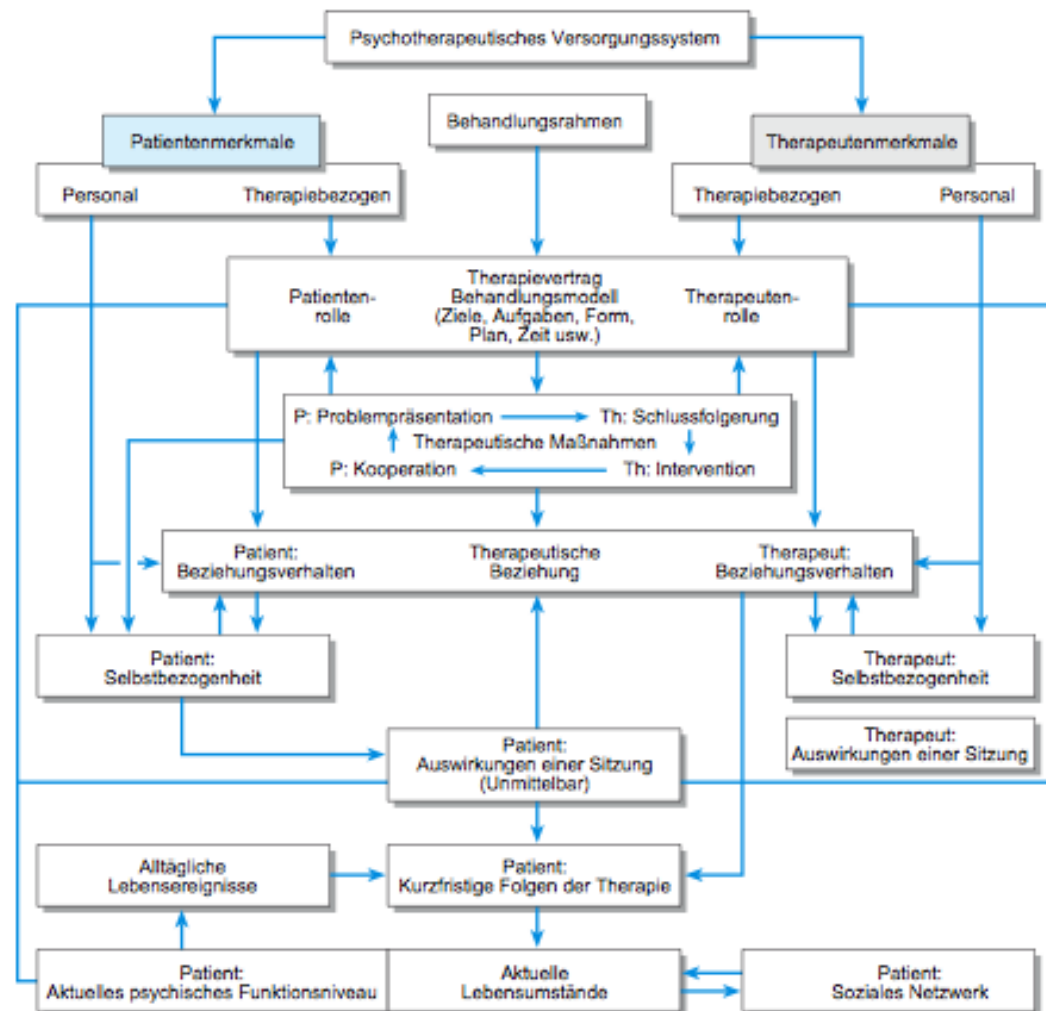 Psychotherapeutisches Versorgungssystem
Patientenmerkmale
Behandlungsrahmen
Therapeutenmerkmale
Personal
Therapiebezogen
Therapiebezogen
Personal
Patienten-
rolle
Therapievertrag
Behandlungsmodell
(Ziele, Aufgaben, Form,
Plan, Zeit usw.)
Therapeuten-
rolle
P: Problempräsentation
Th: Schlussfolgerung
Therapeutische Maßnahmen
P: Kooperation
Th: Intervention
Patient:
Beziehungsverhalten
Therapeutische
Beziehung
Therapeut:
Beziehungsverhalten
Patient:
Selbstbezogenheit
Therapeut:
Selbstbezogenheit
Patient:
Auswirkungen einer Sitzung
(Unmittelbar)
Therapeut:
Auswirkungen einer Sitzung
Alltägliche
Lebensereignisse
Patient:
Kurzfristige Folgen der Therapie
Patient:
Aktuelles psychisches Funktionsniveau
Aktuelle
Lebensumstände
Patient:
Soziales Netzwerk